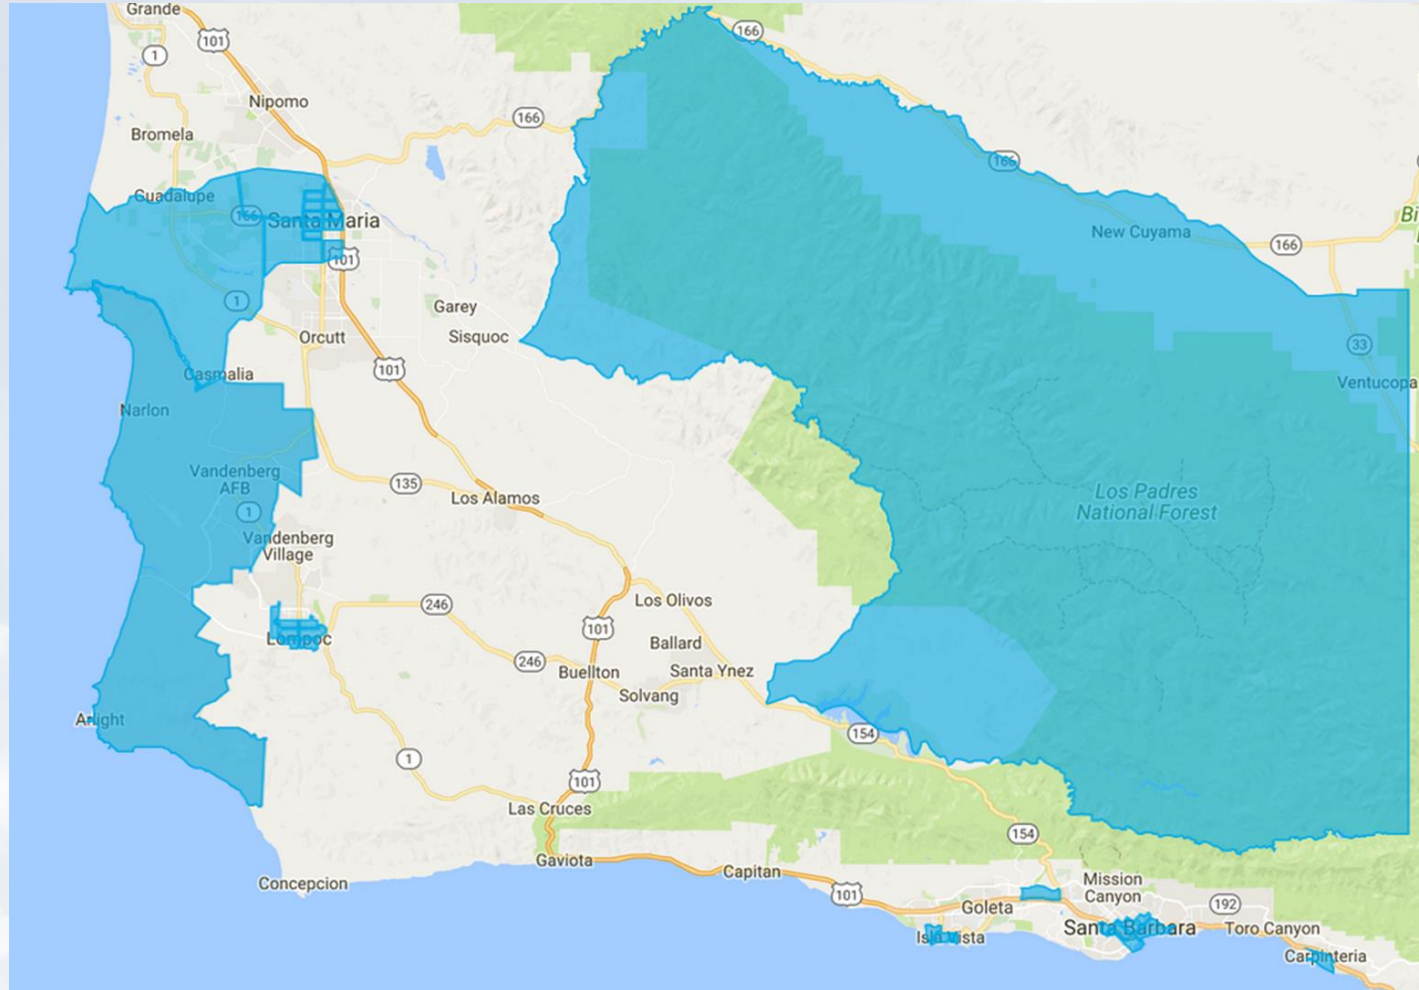 Grande
101
166
1
Nipomo
166
Bromela
166
Guadalupe
166
Santa Maria
New Cuyama
166
101
1
Garey
Orcutt
Sisquoc
33
101
Casmalia
Ventucopa
Narlon
Vandenberg
AFB
135
Los Alamos
Los Padres
National Forest
1
Vandenberg
Village
246
Los Olivos
101
Lompoc
Ballard
246
Buellton
Santa Ynez
Solvang
Arlight
154
1
101
Las Cruces
154
Gaviota
Capitan
Concepcion
101
Mission
Canyon
Goleta
192
Isla Vista
Santa Barbara
Toro Canyon
Carpinteria